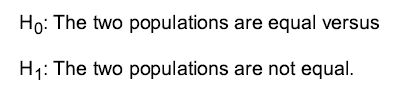 H₀: The two populations are equal versus
H₁: The two populations are not equal.